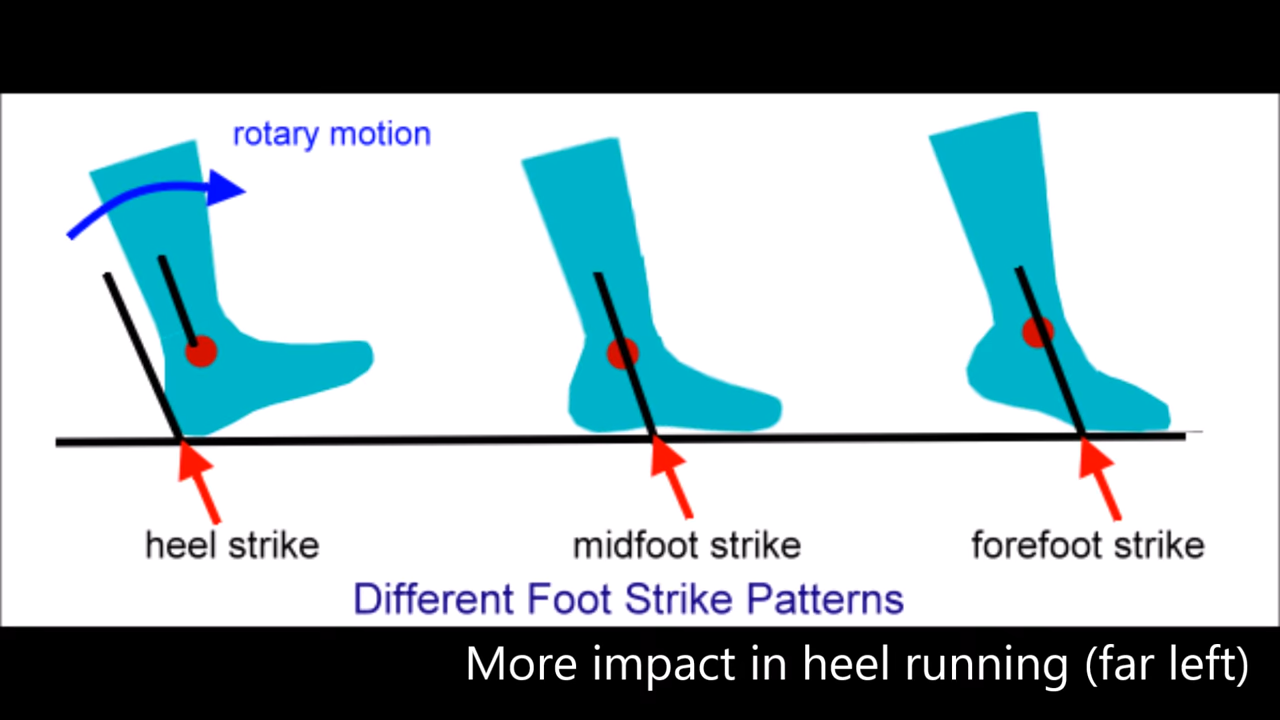 rotary motion
heel strike
midfoot strike
forefoot strike
Different Foot Strike Patterns
More impact in heel running (far left)